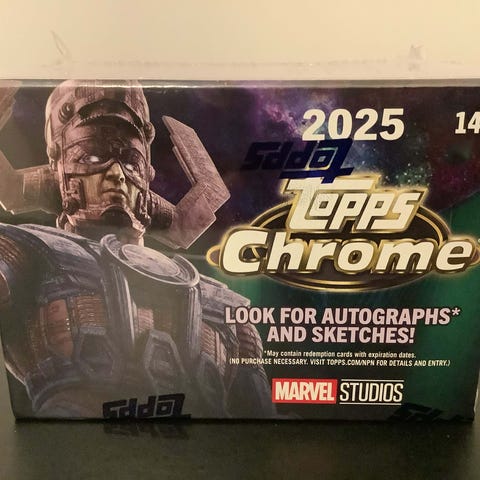 2025 14
Topps
Topps
Chrome
LOOK FOR AUTOGRAPHS*
AND SKETCHES!
*May contain redemption cards with expiration dates.
(NO PURCHASE NECESSARY. VISIT TOPPS.COM/NPN FOR DETAILS AND ENTRY.)
MARVEL STUDIOS
Topps